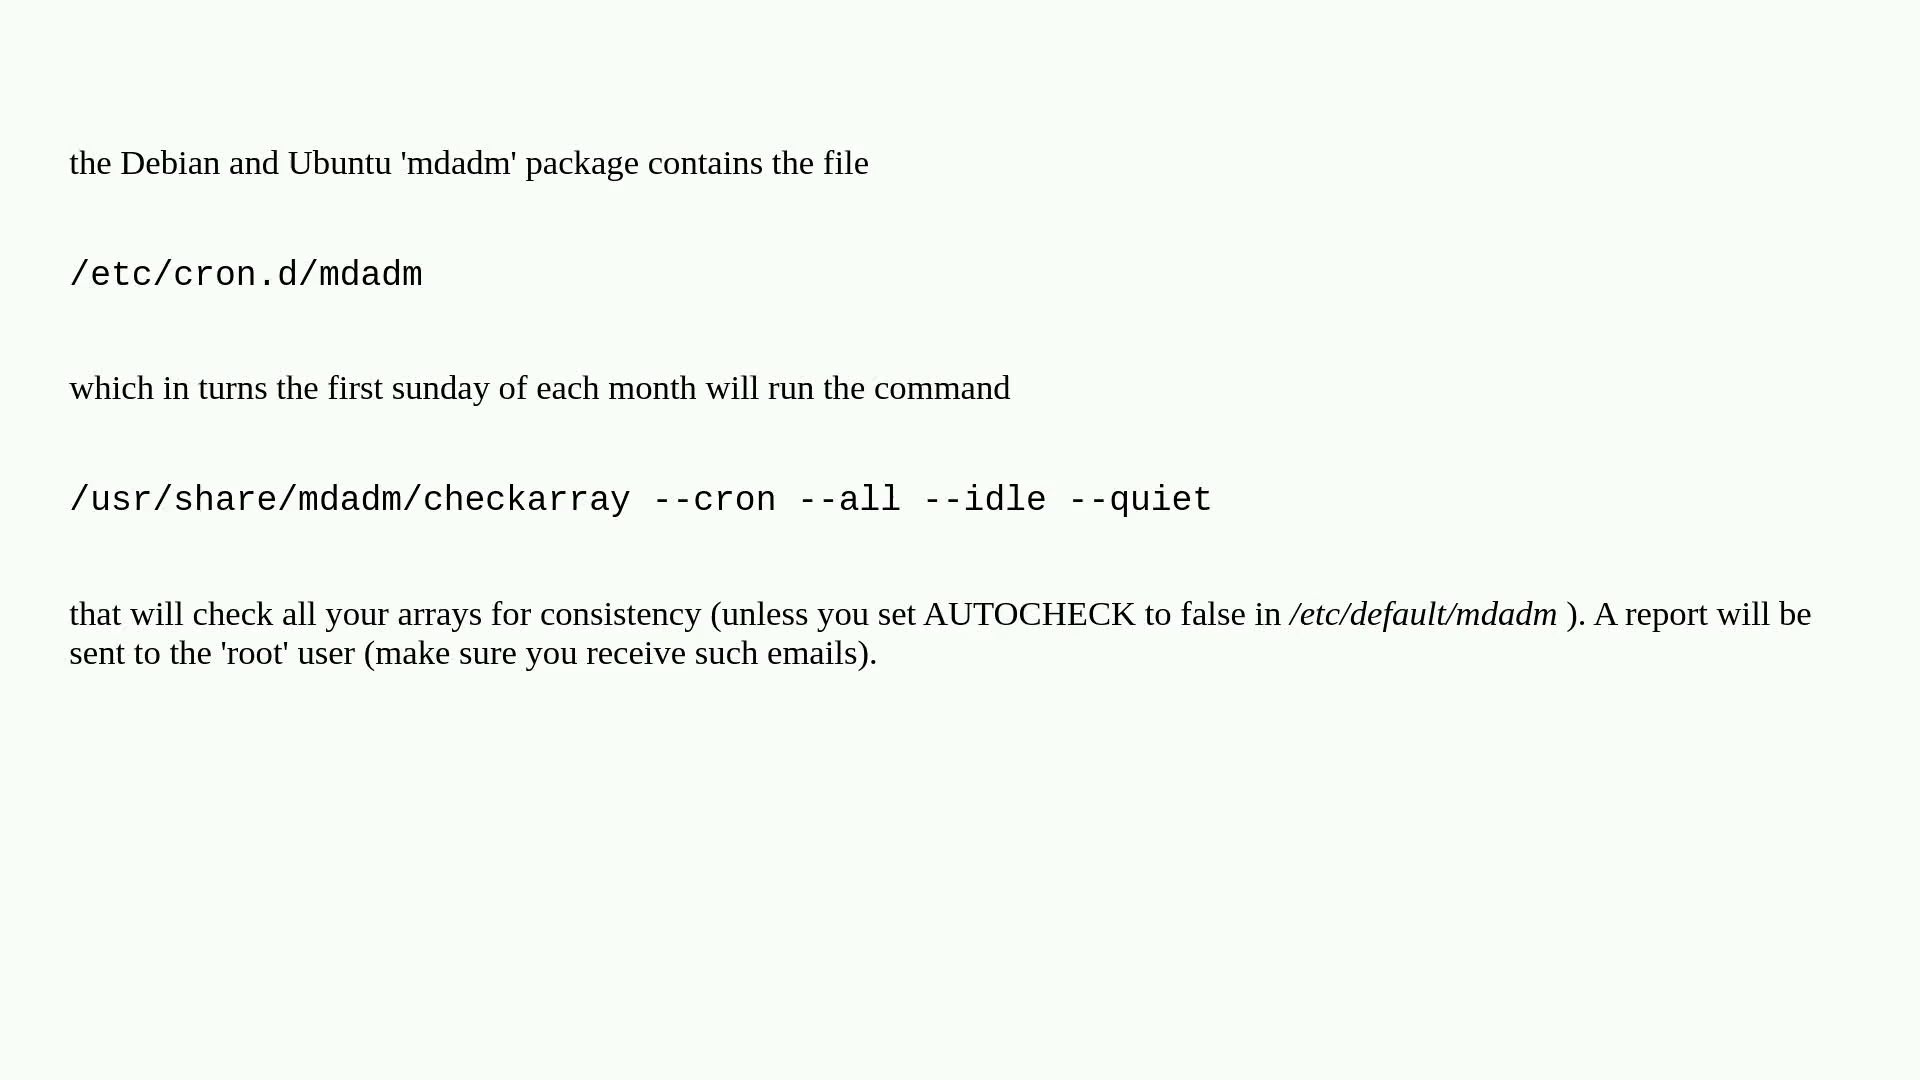 the Debian and Ubuntu 'mdadm' package contains the file
/etc/cron.d/mdadm
which in turns the first sunday of each month will run the command
/usr/share/mdadm/checkarray --cron --all --idle --quiet
that will check all your arrays for consistency (unless you set AUTOCHECK to false in /etc/default/mdadm ). A report will be
sent to the 'root' user (make sure you receive such emails).